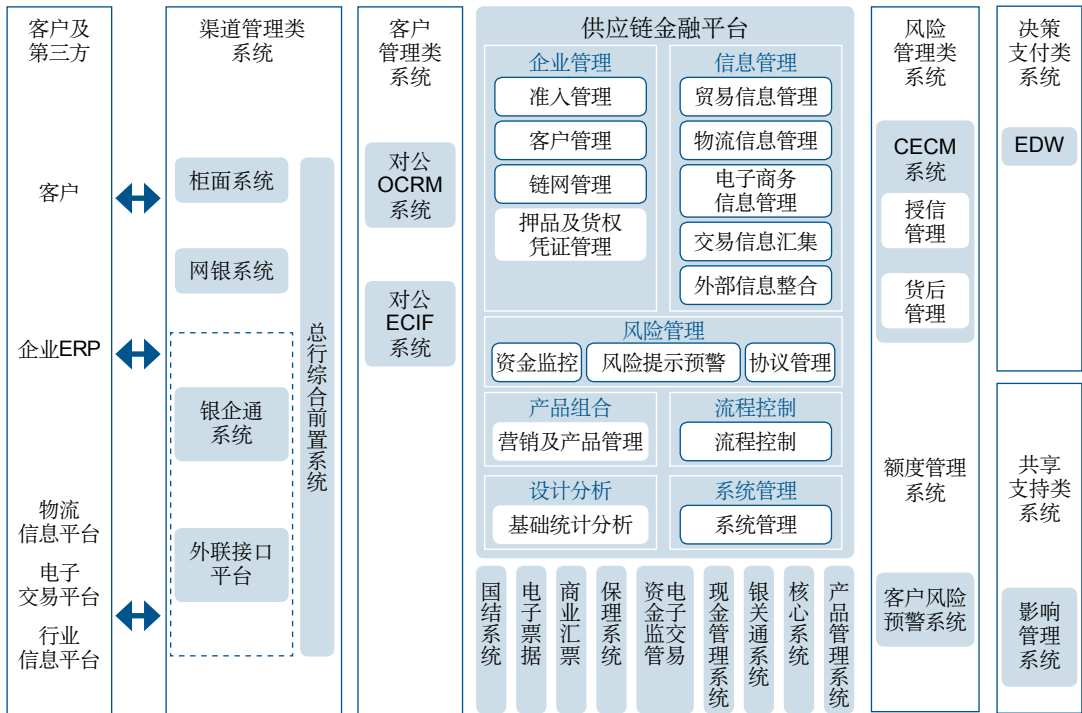 客户及
第三方
客户
企业ERP
物流
信息平台
电子
交易平台
行业
信息平台
渠道管理类
系统
柜面系统
网银系统
银企通
系统
外联接口
平台
总行综合前置系统
客户
管理类
系统
对公
OCRM
系统
对公
ECIF
系统
供应链金融平台
企业管理
准入管理
客户管理
链网管理
押品及货权
凭证管理
信息管理
贸易信息管理
物流信息管理
电子商务
信息管理
交易信息汇集
外部信息整合
风险管理
资金监控
风险提示预警
协议管理
产品组合
营销及产品管理
流程控制
流程控制
设计分析
基础统计分析
系统管理
系统管理
国结系统
电子票据
商业汇票
保理系统
电子交易
资金监管
现金管理系统
银关通系统
核心系统
产品管理系统
风险
管理类
系统
CECM
系统
授信
管理
货后
管理
额度管理
系统
客户风险
预警系统
决策
支付类
系统
EDW
共享
支持类
系统
影响
管理
系统